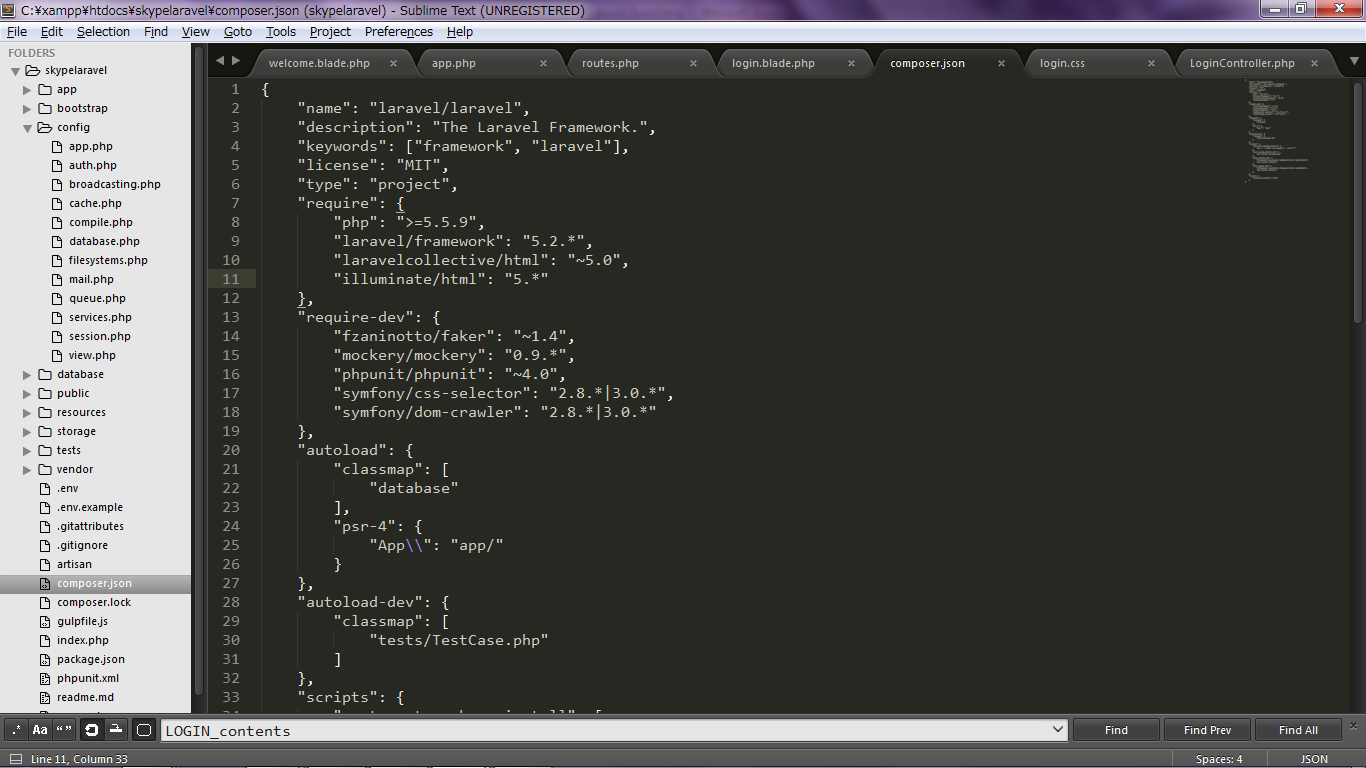 C:¥xampp¥htdocs¥skypelaravel¥composer.json (skypelaravel) - Sublime Text (UNREGISTERED)
File Edit Selection Find View Goto Tools Project Preferences Help
FOLDERS
skypelaravel
app
bootstrap
config
app.php
auth.php
broadcasting.php
cache.php
compile.php
database.php
filesystems.php
mail.php
queue.php
services.php
session.php
view.php
database
public
resources
storage
tests
vendor
.env
.env.example
.gitattributes
.gitignore
artisan
composer.json
composer.lock
gulpfile.js
index.php
package.json
phpunit.xml
readme.md
welcome.blade.php × app.php × routes.php × login.blade.php × composer.json × login.css × LoginController.php ×
1 {
2     "name": "laravel/laravel",
3     "description": "The Laravel Framework.",
4     "keywords": ["framework", "laravel"],
5     "license": "MIT",
6     "type": "project",
7     "require": {
8         "php": ">=5.5.9",
9         "laravel/framework": "5.2.*",
10         "laravelcollective/html": "~5.0",
11         "illuminate/html": "5.*"
12     },
13     "require-dev": {
14         "fzaninotto/faker": "~1.4",
15         "mockery/mockery": "0.9.*",
16         "phpunit/phpunit": "~4.0",
17         "symfony/css-selector": "2.8.*|3.0.*",
18         "symfony/dom-crawler": "2.8.*|3.0.*"
19     },
20     "autoload": {
21         "classmap": [
22             "database"
23         ],
24         "psr-4": {
25             "App\\": "app/"
26         }
27     },
28     "autoload-dev": {
29         "classmap": [
30             "tests/TestCase.php"
31         ]
32     },
33     "scripts": {
.* Aa “ ” LOGIN_contents Find Find Prev Find All ×
Line 11, Column 33 Spaces: 4 JSON